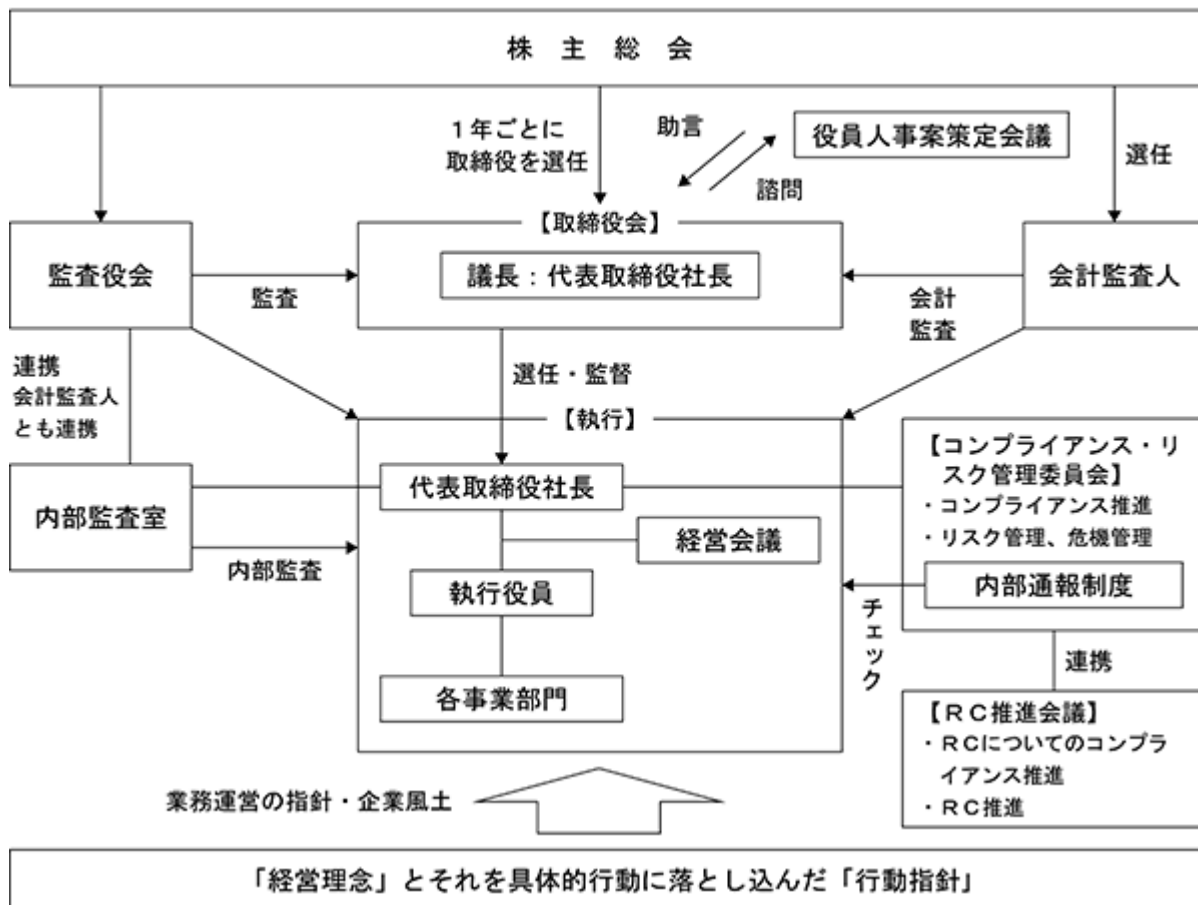 株 主 総 会
1年ごとに
取締役を選任
助言
諮問
役員人事案策定会議
選任
監査役会
監査
【取締役会】
議長：代表取締役社長
会計
監査
会計監査人
連携
会計監査人
とも連携
選任・監督
【執行】
内部監査室
内部監査
代表取締役社長
経営会議
執行役員
各事業部門
【コンプライアンス・リ
スク管理委員会】
・コンプライアンス推進
・リスク管理、危機管理
内部通報制度
チェック
連携
【ＲＣ推進会議】
・ＲＣについてのコンプラ
イアンス推進
・ＲＣ推進
業務運営の指針・企業風土
「経営理念」とそれを具体的行動に落とし込んだ「行動指針」